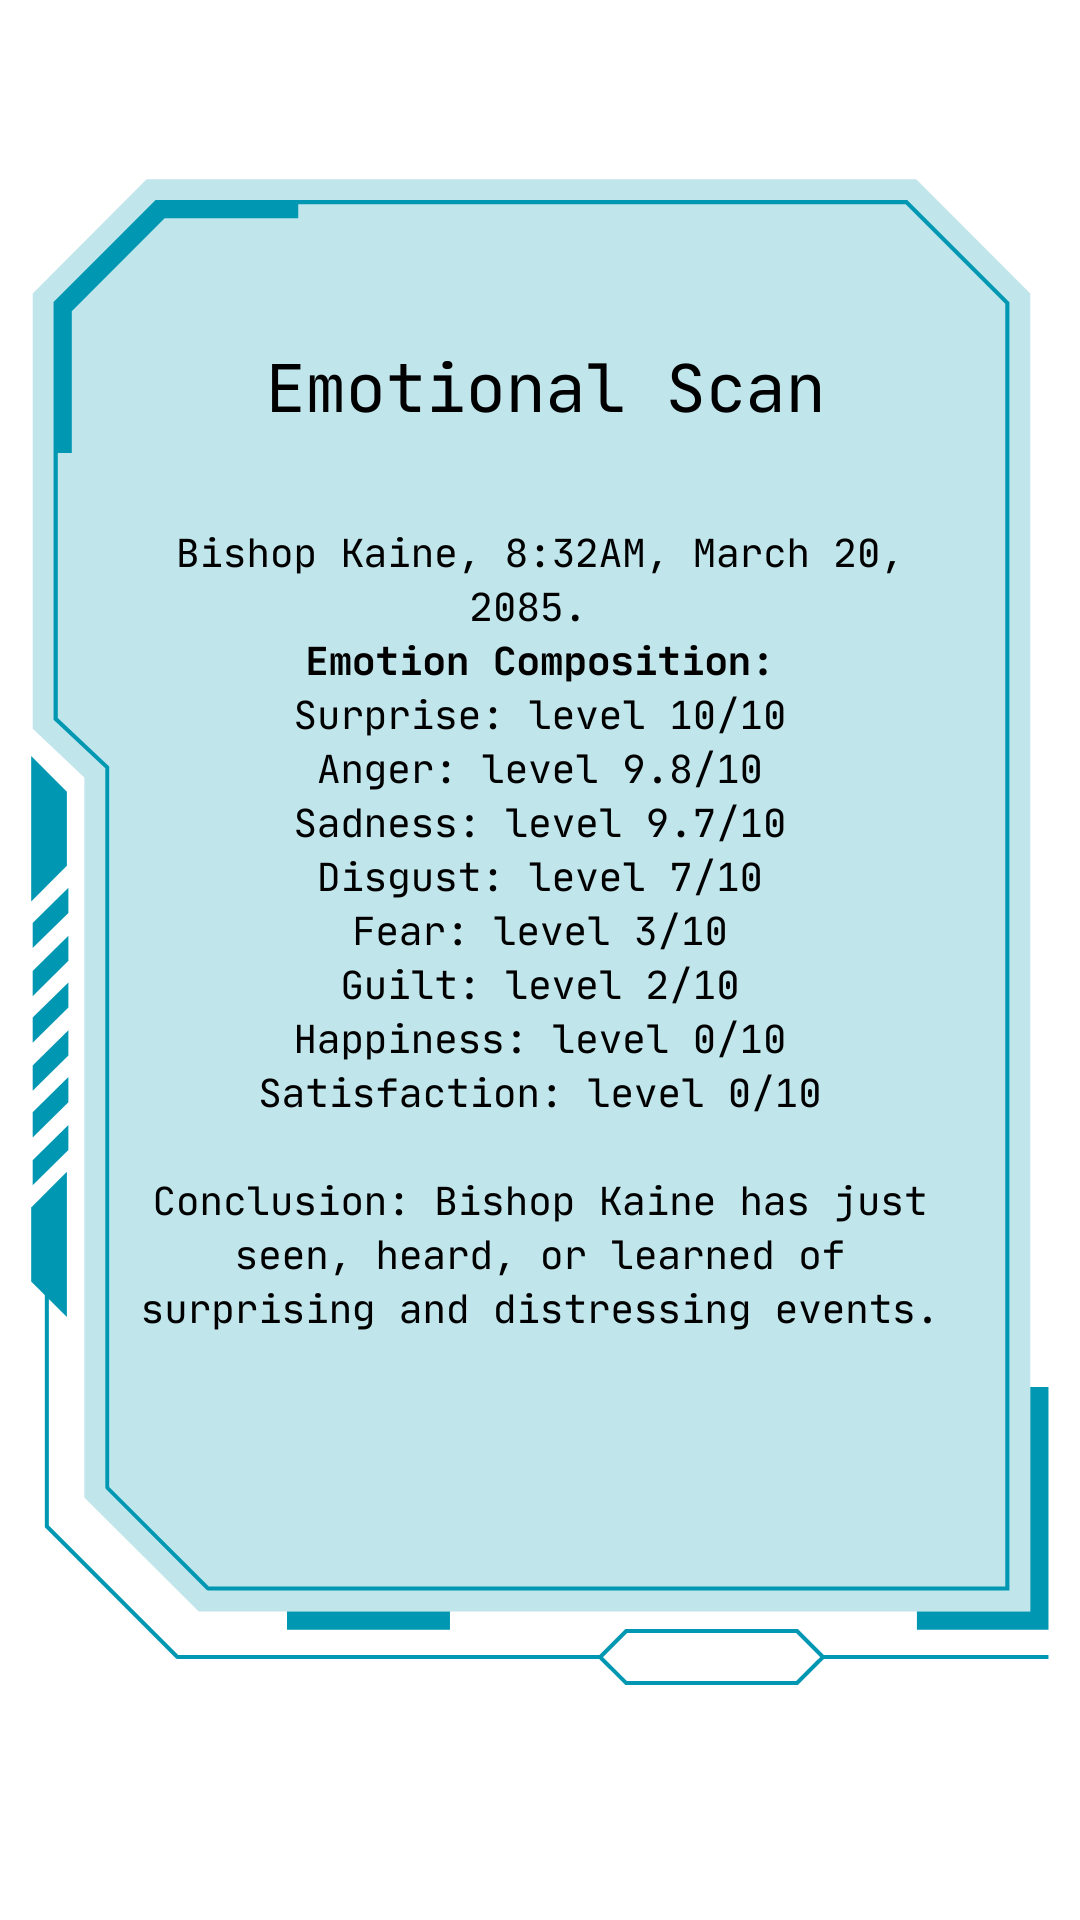 Emotional Scan
Bishop Kaine, 8:32AM, March 20,
2085.
Emotion Composition:
Surprise: level 10/10
Anger: level 9.8/10
Sadness: level 9.7/10
Disgust: level 7/10
Fear: level 3/10
Guilt: level 2/10
Happiness: level 0/10
Satisfaction: level 0/10
Conclusion: Bishop Kaine has just
seen, heard, or learned of
surprising and distressing events.